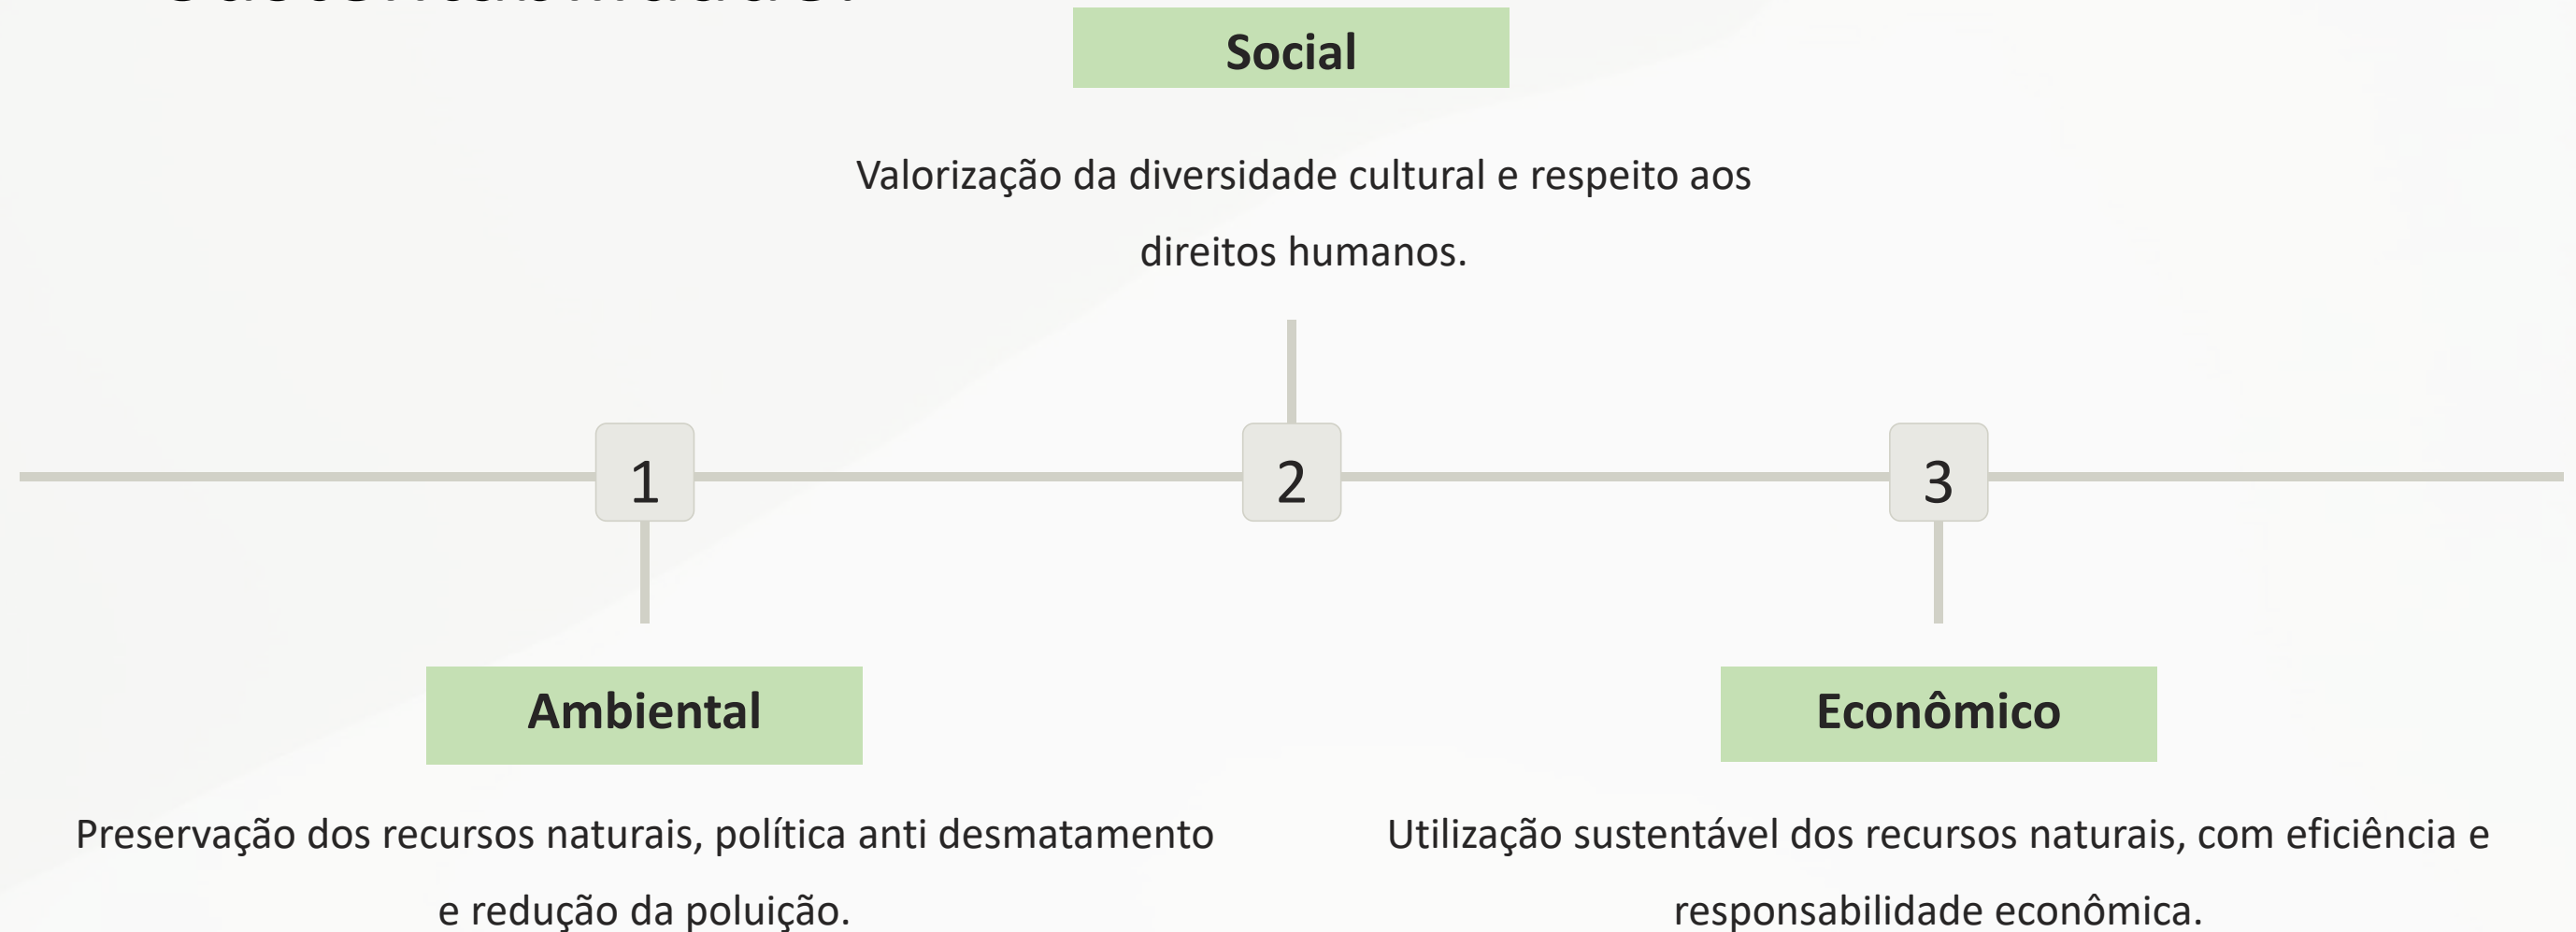 Social
Valorização da diversidade cultural e respeito aos
direitos humanos.
1
2
3
Ambiental
Econômico
Preservação dos recursos naturais, política anti desmatamento
e redução da poluição.
Utilização sustentável dos recursos naturais, com eficiência e
responsabilidade econômica.